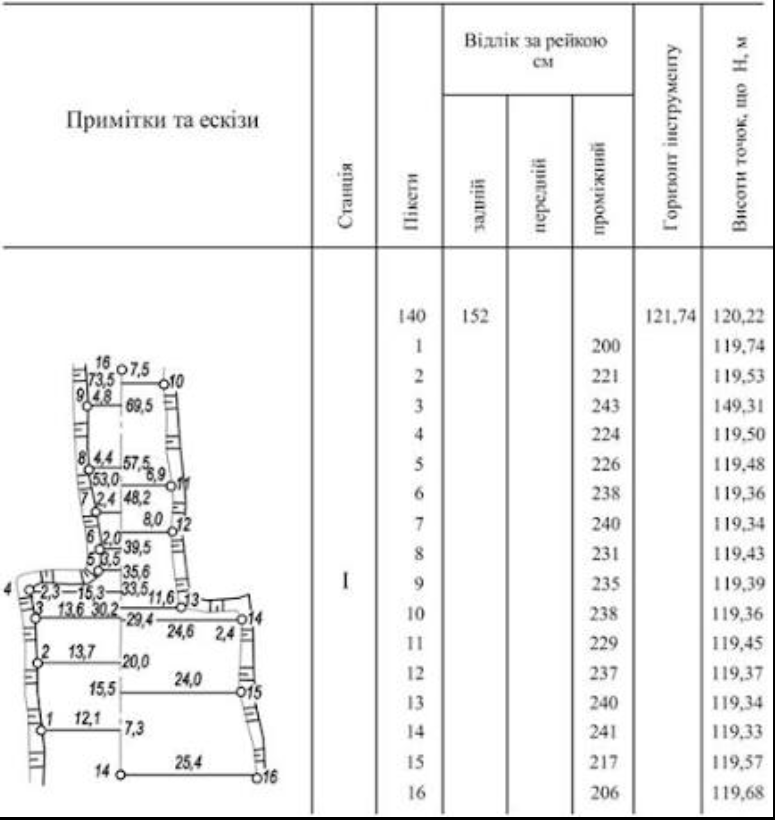 Примітки та ескізи
Станція
Пікети
Відлік за рейкою
см
задній
передній
проміжний
Горизонт інструменту
Висоти точок, що Н, м
140 152 121,74 120,22
1 200 119,74
2 221 119,53
3 243 149,31
4 224 119,50
5 226 119,48
6 238 119,36
7 240 119,34
8 231 119,43
9 235 119,39
10 238 119,36
11 229 119,45
12 237 119,37
13 240 119,34
14 241 119,33
15 217 119,57
16 206 119,68
I
16 7,5
73,5 10
9 4,8 69,5
8 4,4 57,5
53,0 6,9 11
7 2,4 48,2
8,0 12
6 2,0 39,5
5 3,5 35,6
4 2,3 15,3 33,5
11,6 13
3 13,6 30,2 29,4 14
24,6 2,4
2 13,7 20,0
15,5 24,0 15
1 12,1 7,3
14 25,4 16